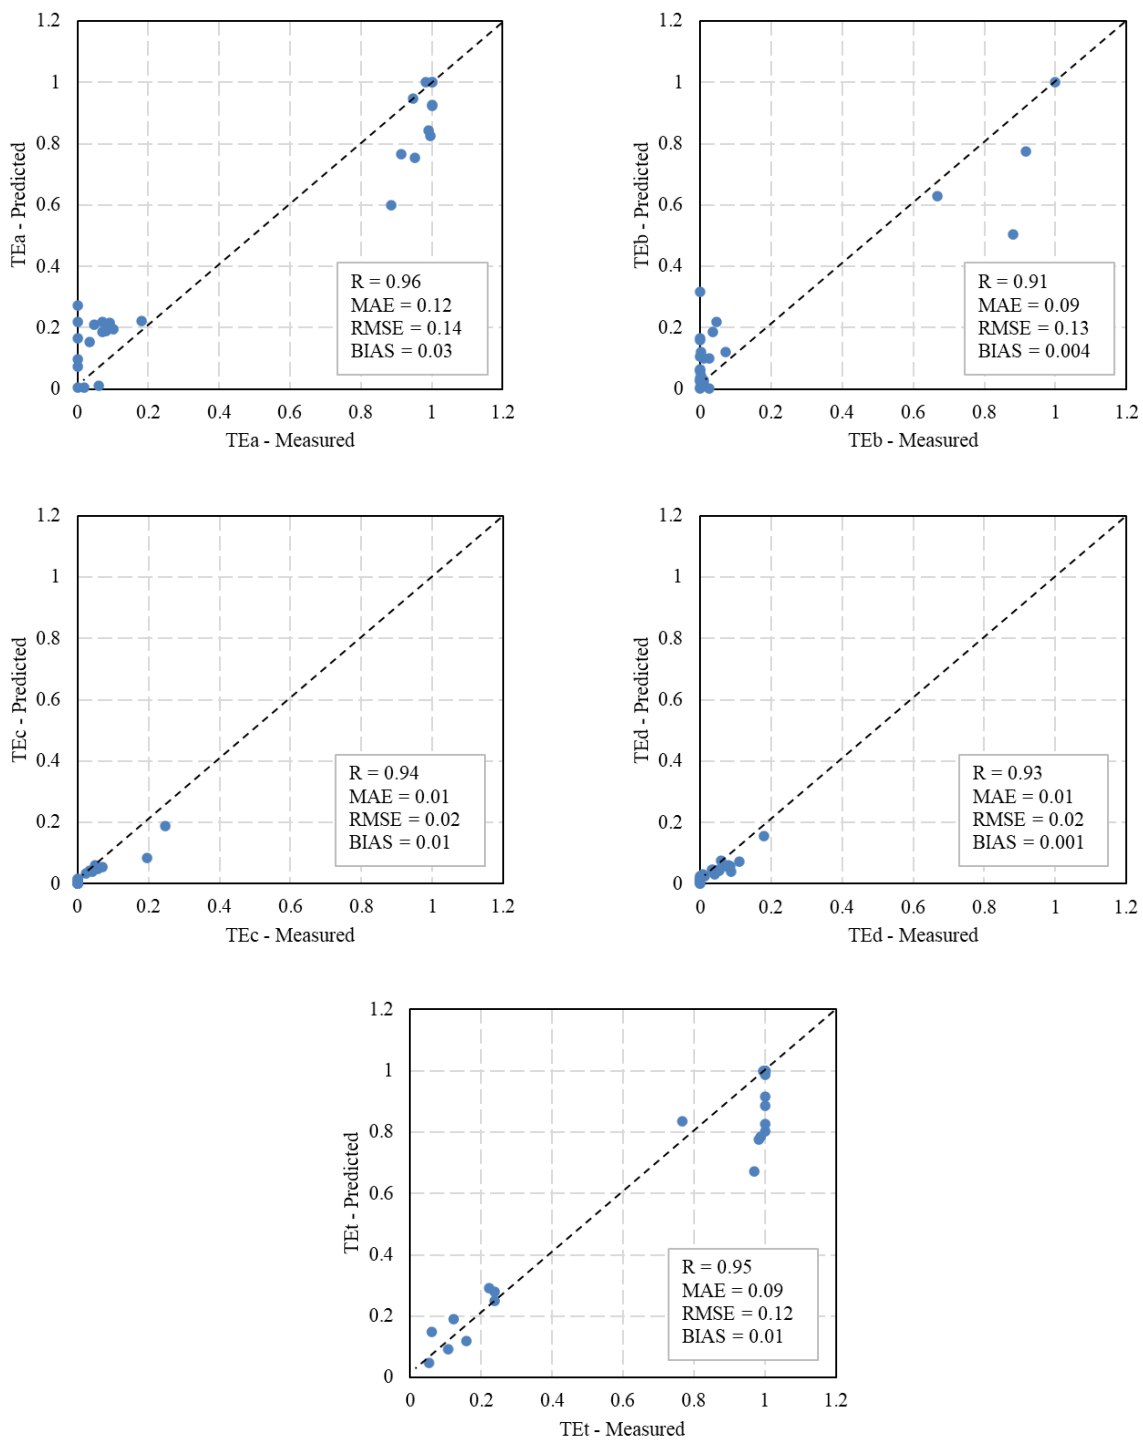 1.2
1
0.8
0.6
0.4
0.2
0
TEa - Predicted
R = 0.96
MAE = 0.12
RMSE = 0.14
BIAS = 0.03
0 0.2 0.4 0.6 0.8 1 1.2
TEa - Measured
1.2
1
0.8
0.6
0.4
0.2
0
TEb - Predicted
R = 0.91
MAE = 0.09
RMSE = 0.13
BIAS = 0.004
0 0.2 0.4 0.6 0.8 1 1.2
TEb - Measured
1.2
1
0.8
0.6
0.4
0.2
0
TEc - Predicted
R = 0.94
MAE = 0.01
RMSE = 0.02
BIAS = 0.01
0 0.2 0.4 0.6 0.8 1 1.2
TEc - Measured
1.2
1
0.8
0.6
0.4
0.2
0
TEd - Predicted
R = 0.93
MAE = 0.01
RMSE = 0.02
BIAS = 0.001
0 0.2 0.4 0.6 0.8 1 1.2
TEd - Measured
1.2
1
0.8
0.6
0.4
0.2
0
TEt - Predicted
R = 0.95
MAE = 0.09
RMSE = 0.12
BIAS = 0.01
0 0.2 0.4 0.6 0.8 1 1.2
TEt - Measured